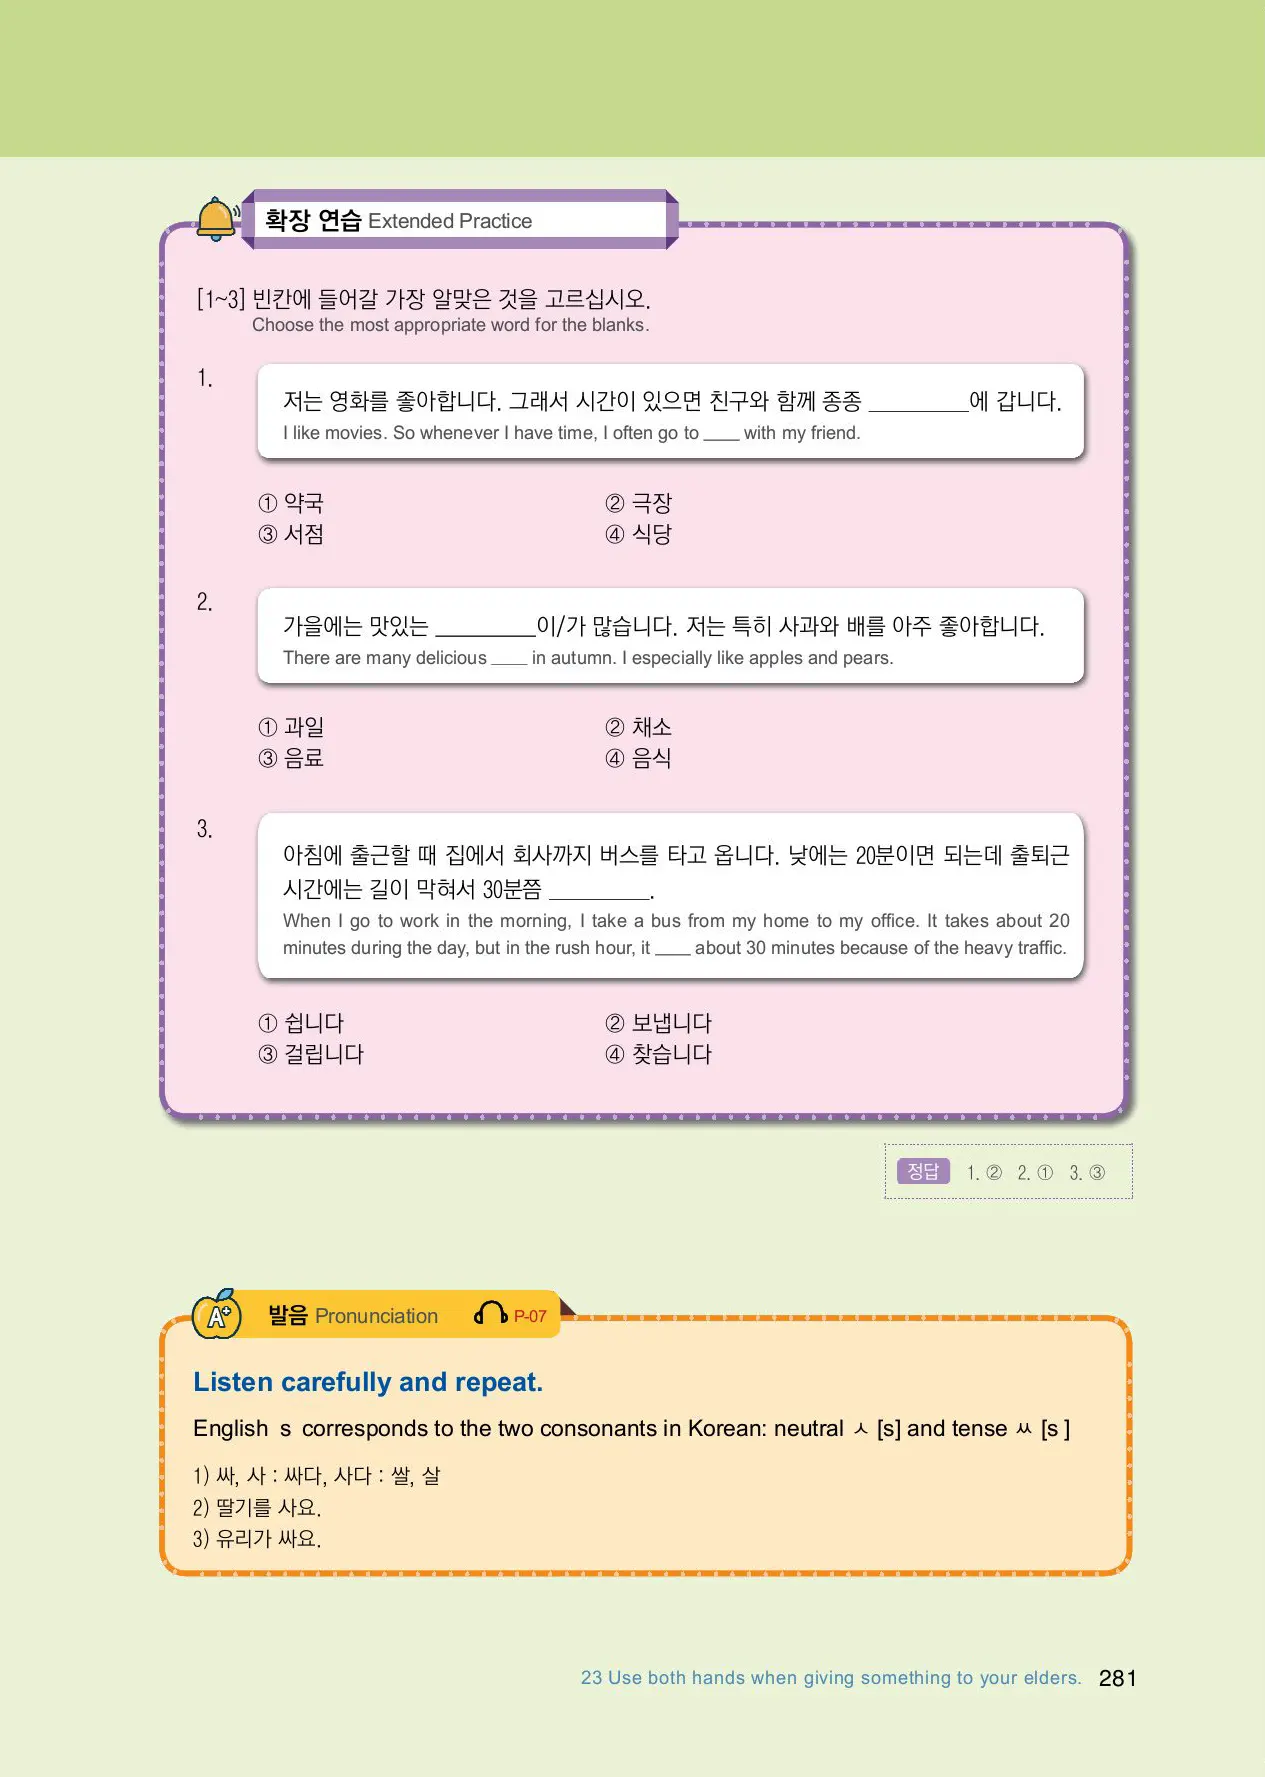 확장 연습 Extended Practice
[1~3] 빈칸에 들어갈 가장 알맞은 것을 고르십시오.
Choose the most appropriate word for the blanks.
1.
저는 영화를 좋아합니다. 그래서 시간이 있으면 친구와 함께 종종 __________에 갑니다.
I like movies. So whenever I have time, I often go to ____ with my friend.
① 약국 ② 극장
③ 서점 ④ 식당
2.
가을에는 맛있는 __________이/가 많습니다. 저는 특히 사과와 배를 아주 좋아합니다.
There are many delicious ____ in autumn. I especially like apples and pears.
① 과일 ② 채소
③ 음료 ④ 음식
3.
아침에 출근할 때 집에서 회사까지 버스를 타고 옵니다. 낮에는 20분이면 되는데 출퇴근
시간에는 길이 막혀서 30분쯤 __________.
When I go to work in the morning, I take a bus from my home to my office. It takes about 20
minutes during the day, but in the rush hour, it ____ about 30 minutes because of the heavy traffic.
① 쉽니다 ② 보냅니다
③ 걸립니다 ④ 찾습니다
정답 1. ② 2. ① 3. ③
A+ 발음 Pronunciation P-07
Listen carefully and repeat.
English s corresponds to the two consonants in Korean: neutral ㅅ [s] and tense ㅆ [s ]
1) 싸, 사 : 싸다, 사다 : 쌀, 살
2) 딸기를 사요.
3) 유리가 싸요.
23 Use both hands when giving something to your elders. 281